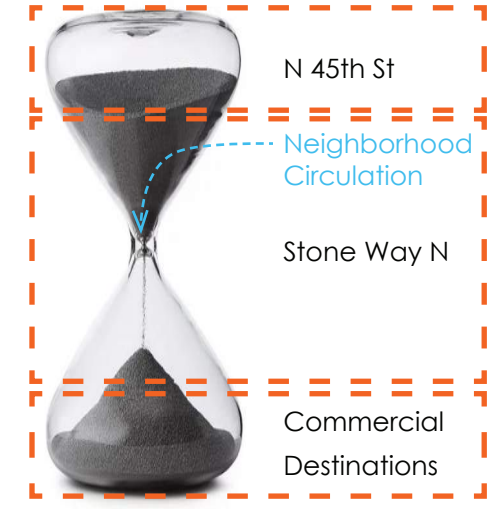 N 45th St
Neighborhood
Circulation
Stone Way N
Commercial
Destinations